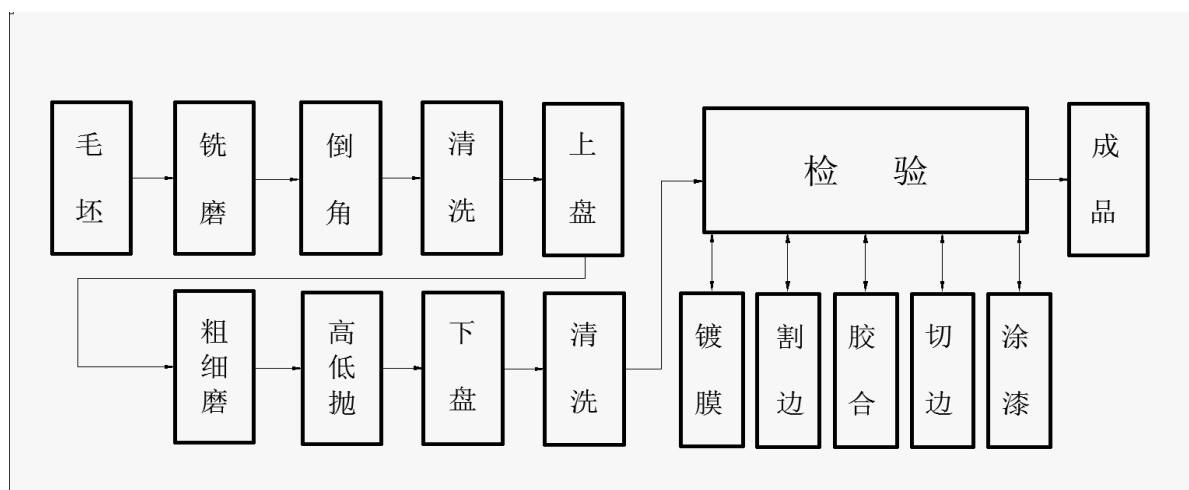 毛坯
铣磨
倒角
清洗
上盘
检验
成品
粗细磨
高低抛
下盘
清洗
镀膜
割边
胶合
切边
涂漆